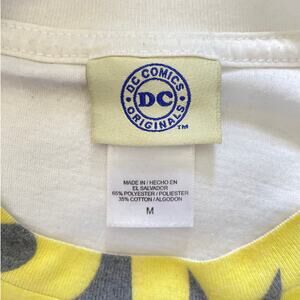 DC COMICS
DC
ORIGINALS
TM
MADE IN / HECHO EN
EL SALVADOR
65% POLYESTER / POLIESTER
35% COTTON / ALGODON
M